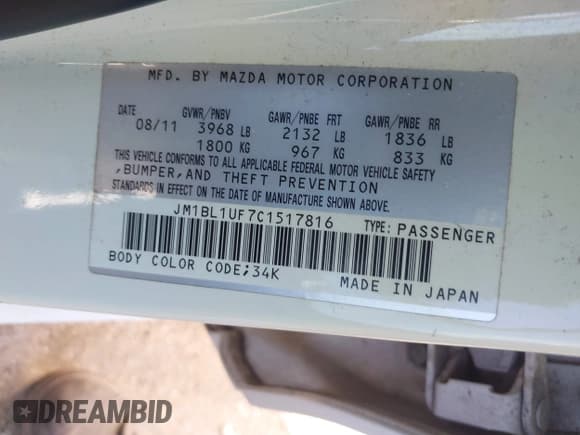 MFD. BY MAZDA MOTOR CORPORATION
DATE GVWR/PNBV GAWR/PNBE FRT GAWR/PNBE RR
08/11 3968 LB 2132 LB 1836 LB
1800 KG 967 KG 833 KG
THIS VEHICLE CONFORMS TO ALL APPLICABLE FEDERAL MOTOR VEHICLE SAFETY
,BUMPER,AND THEFT PREVENTION
STANDARDS IN EFFECT ON THE DATE OF MANUFACTURE SHOWN ABOVE.
JM1BL1UF7C1517816 TYPE: PASSENGER
BODY COLOR CODE;34K MADE IN JAPAN
DREAMBID